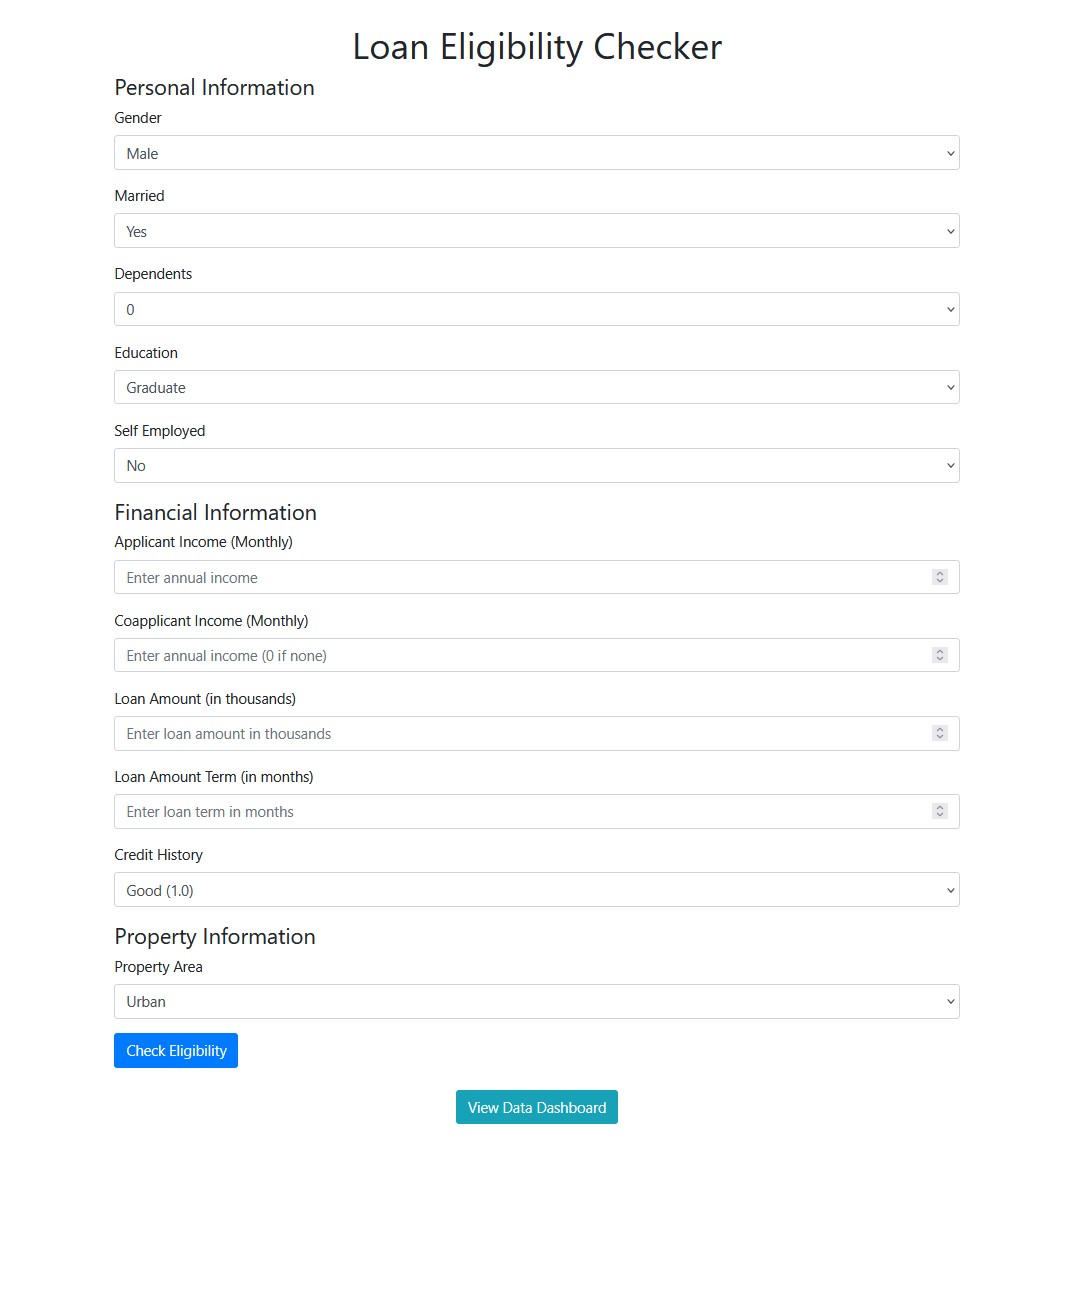 Loan Eligibility Checker
Personal Information
Gender
Male
Married
Yes
Dependents
0
Education
Graduate
Self Employed
No
Financial Information
Applicant Income (Monthly)
Enter annual income
Coapplicant Income (Monthly)
Enter annual income (0 if none)
Loan Amount (in thousands)
Enter loan amount in thousands
Loan Amount Term (in months)
Enter loan term in months
Credit History
Good (1.0)
Property Information
Property Area
Urban
Check Eligibility
View Data Dashboard